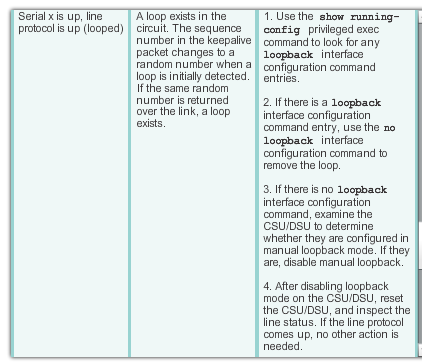 Serial x is up, line
protocol is up (looped)
A loop exists in the
circuit. The sequence
number in the keepalive
packet changes to a
random number when a
loop is initially detected.
If the same random
number is returned
over the link, a loop
exists.
1. Use the show running-
config privileged exec
command to look for any
loopback interface
configuration command
entries.
2. If there is a loopback
interface configuration
command entry, use the no
loopback interface
configuration command to
remove the loop.
3. If there is no loopback
interface configuration
command, examine the
CSU/DSU to determine
whether they are configured in
manual loopback mode. If they
are, disable manual loopback.
4. After disabling loopback
mode on the CSU/DSU, reset
the CSU/DSU, and inspect the
line status. If the line protocol
comes up, no other action is
needed.